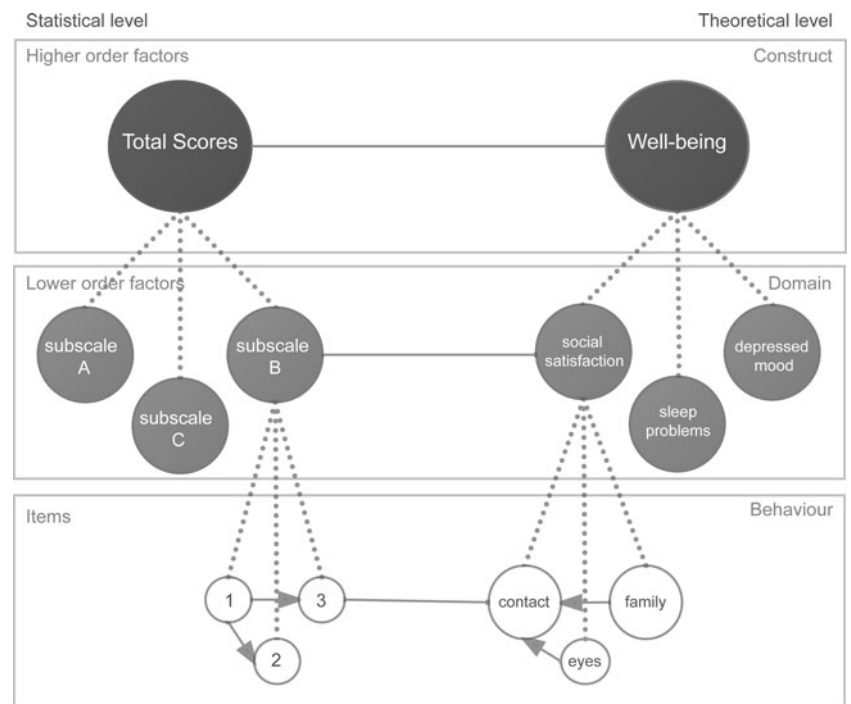 Statistical level
Theoretical level
Higher order factors
Construct
Total Scores
Well-being
Lower order factors
Domain
subscale
A
subscale
B
subscale
C
social
satisfaction
depressed
mood
sleep
problems
Items
Behaviour
1
3
2
contact
family
eyes